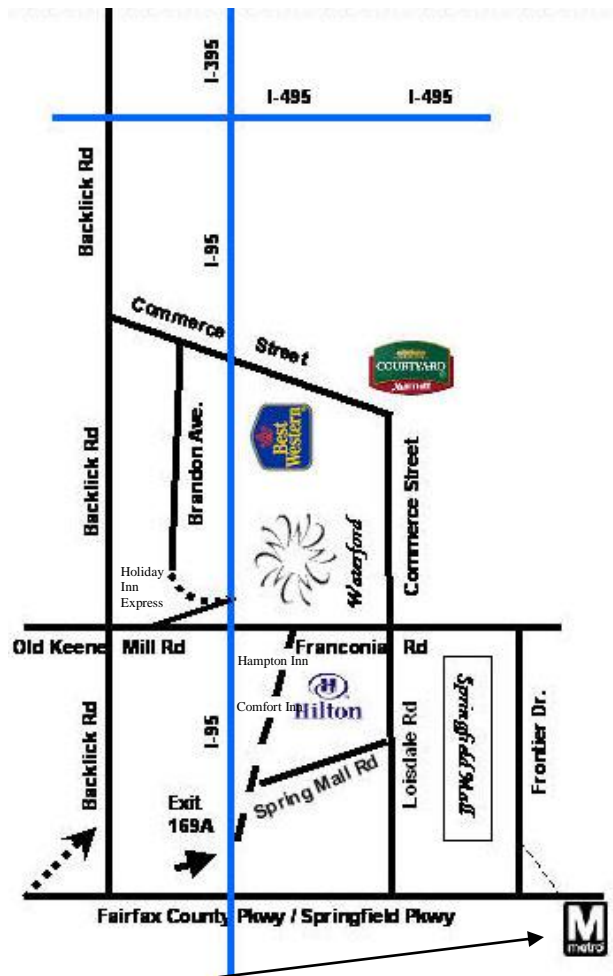 I-395
I-495
I-495
Backlick Rd
I-95
Commerce Street
COURTYARD
Marriott
Best
Western
Backlick Rd
Brandon Ave.
Commerce Street
Waterford
Holiday
Inn
Express
Old Keene Mill Rd
Franconia Rd
Hampton Inn
H
Hilton
Comfort Inn
Springfield Mall
Backlick Rd
I-95
Loisdale Rd
Frontier Dr.
Spring Mall Rd
Exit
169A
Fairfax County Pkwy / Springfield Pkwy
M
metro